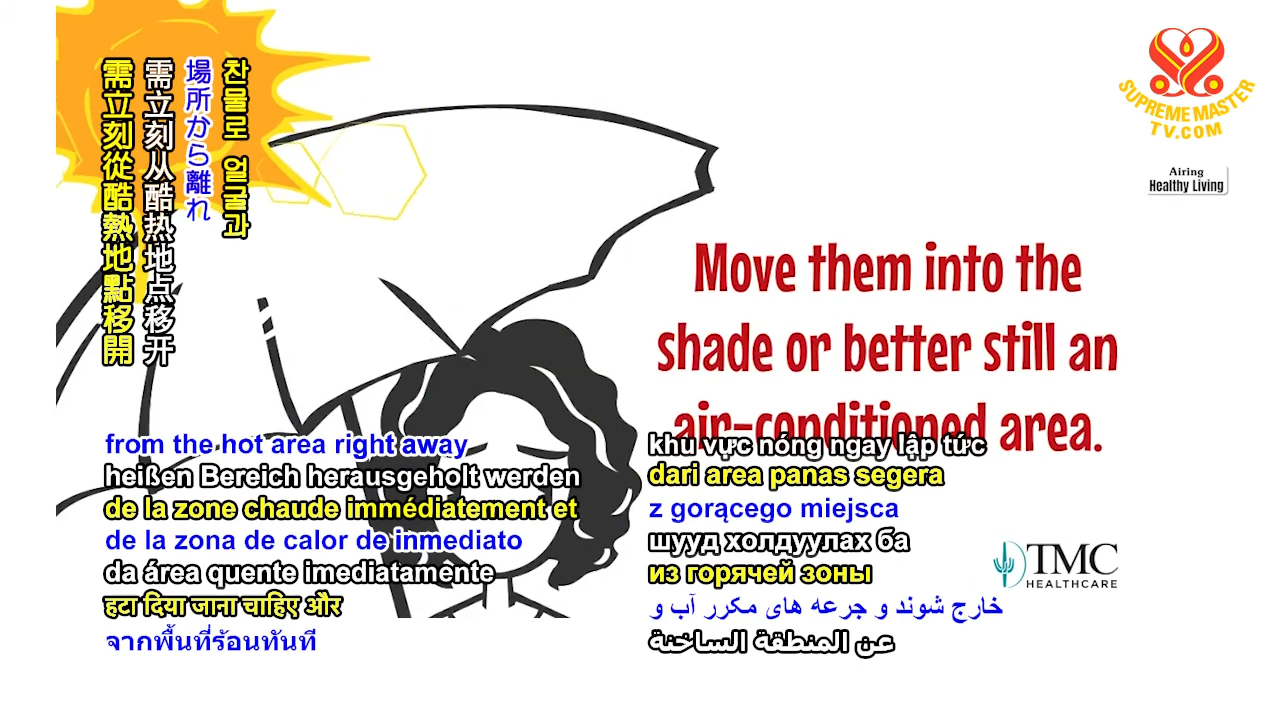 SUPREME MASTER
TV.COM
Airing
Healthy Living
찬물로 얼굴과
場所から離れ
需立刻从酷热地点移开
需立刻從酷熱地點移開
Move them into the
shade or better still an
air-conditioned area.
from the hot area right away
heißen Bereich herausgeholt werden
de la zone chaude immédiatement et
de la zona de calor de inmediato
da área quente imediatamente
हटा दिया जाना चाहिए और
จากพื้นที่ร้อนทันที
khu vực nóng ngay lập tức
dari area panas segera
z gorącego miejsca
шууд холдуулах ба
из горячей зоны
خارج شوند و جرعه های مکرر آب و
عن المنطقة الساخنة
TMC
HEALTHCARE